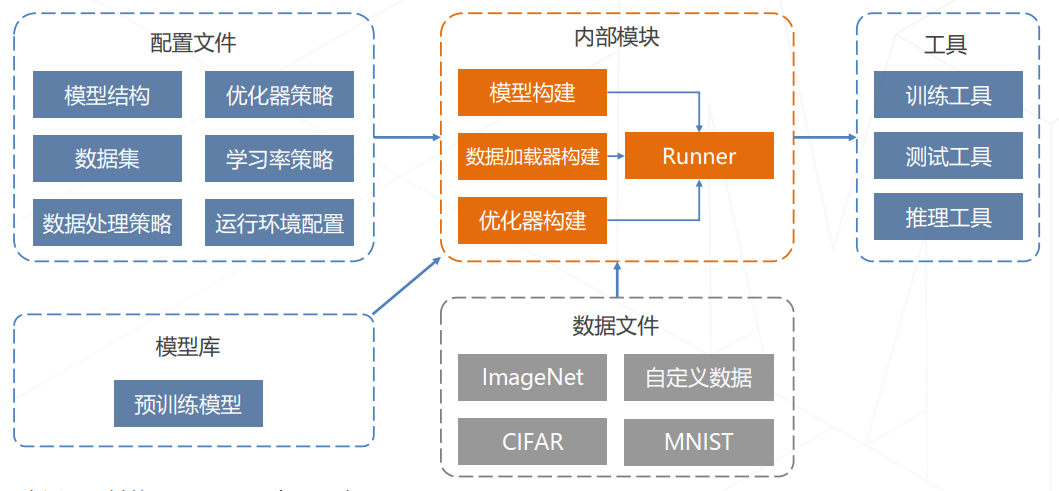 配置文件
模型结构
优化器策略
数据集
学习率策略
数据处理策略
运行环境配置
模型库
预训练模型
内部模块
模型构建
数据加载器构建
优化器构建
Runner
数据文件
ImageNet
自定义数据
CIFAR
MNIST
工具
训练工具
测试工具
推理工具